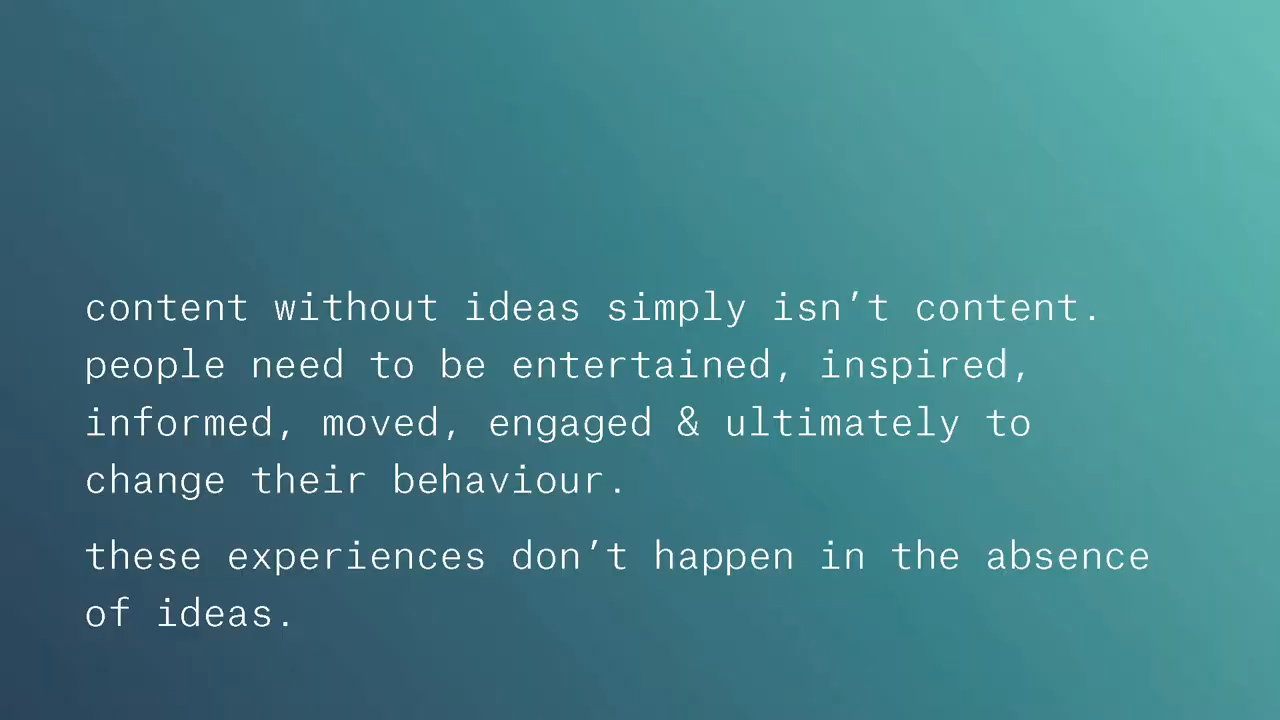 content without ideas simply isn’t content.
people need to be entertained, inspired,
informed, moved, engaged & ultimately to
change their behaviour.
these experiences don’t happen in the absence
of ideas.